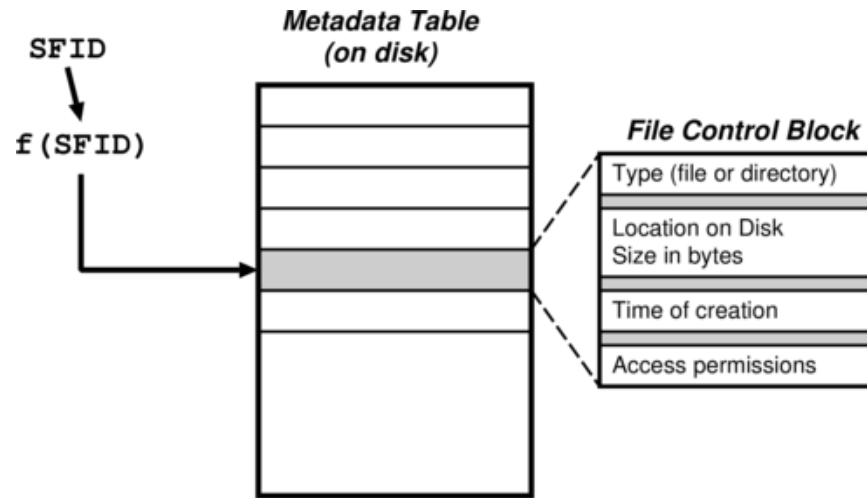 Metadata Table
(on disk)
SFID
f(SFID)
File Control Block
Type (file or directory)
Location on Disk
Size in bytes
Time of creation
Access permissions